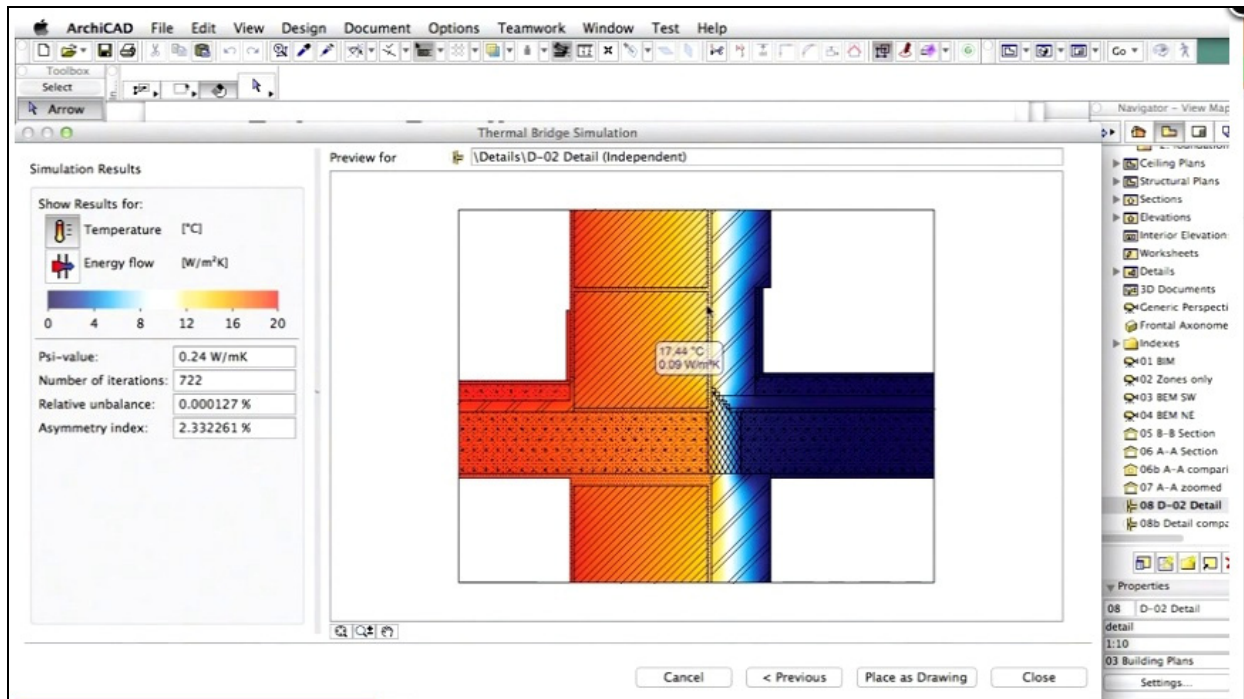 ArchiCAD File Edit View Design Document Options Teamwork Window Test Help
Go
Toolbox
Select
Arrow
Navigator - View Map
Thermal Bridge Simulation
Preview for \Details\D-02 Detail (Independent)
Simulation Results
Show Results for:
Temperature [°C]
Energy flow [W/m²K]
0 4 8 12 16 20
Psi-value: 0.24 W/mK
Number of iterations: 722
Relative unbalance: 0.000127 %
Asymmetry index: 2.332261 %
17,44 °C
0.09 W/m²K
Ceiling Plans
Structural Plans
Sections
Elevations
Interior Elevation
Worksheets
Details
3D Documents
Generic Perspecti
Frontal Axonome
Indexes
01 BIM
02 Zones only
03 BEM SW
04 BEM NE
05 B-B Section
06 A-A Section
06b A-A compari
07 A-A zoomed
08 D-02 Detail
08b Detail compa
Properties
08 D-02 Detail
detail
1:10
03 Building Plans
Settings...
Cancel < Previous Place as Drawing Close